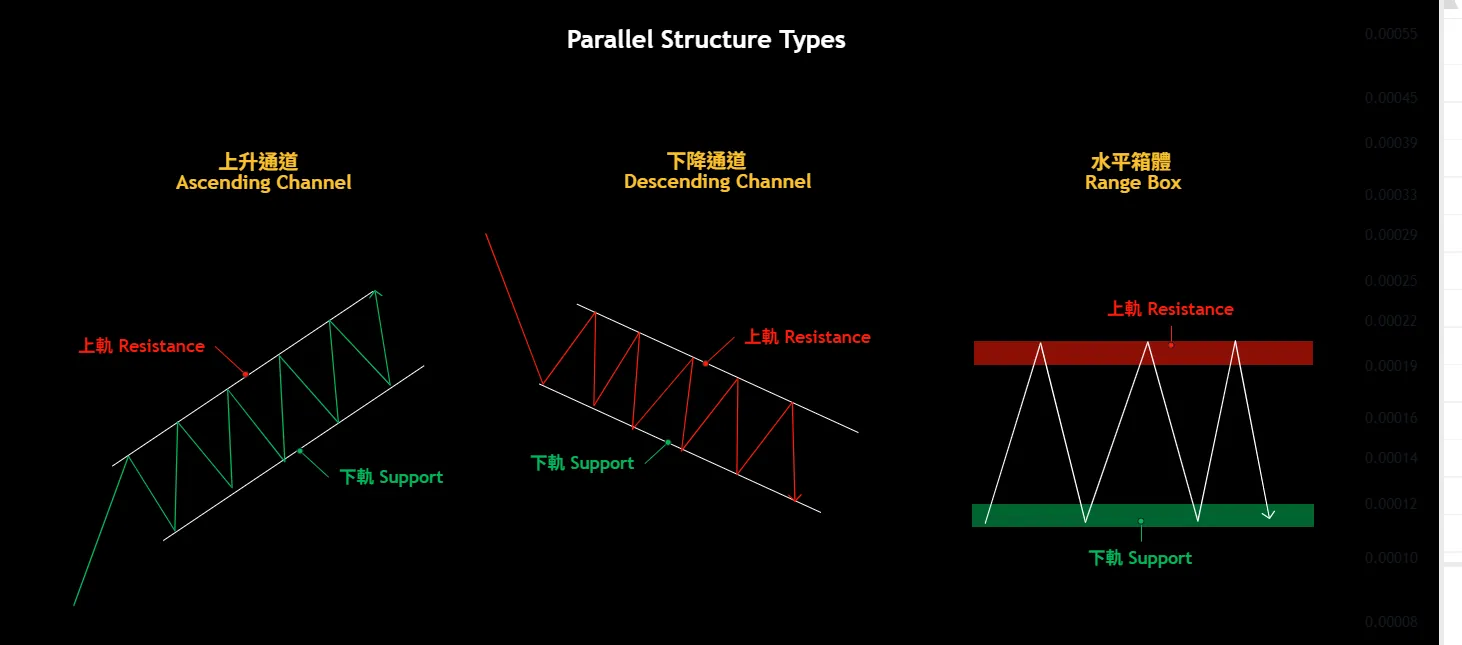 Parallel Structure Types
上升通道
Ascending Channel
下降通道
Descending Channel
水平箱體
Range Box
上軌 Resistance
下軌 Support
上軌 Resistance
下軌 Support
上軌 Resistance
下軌 Support
0.00055
0.00045
0.00039
0.00033
0.00029
0.00025
0.00022
0.00019
0.00016
0.00014
0.00012
0.00010
0.00008